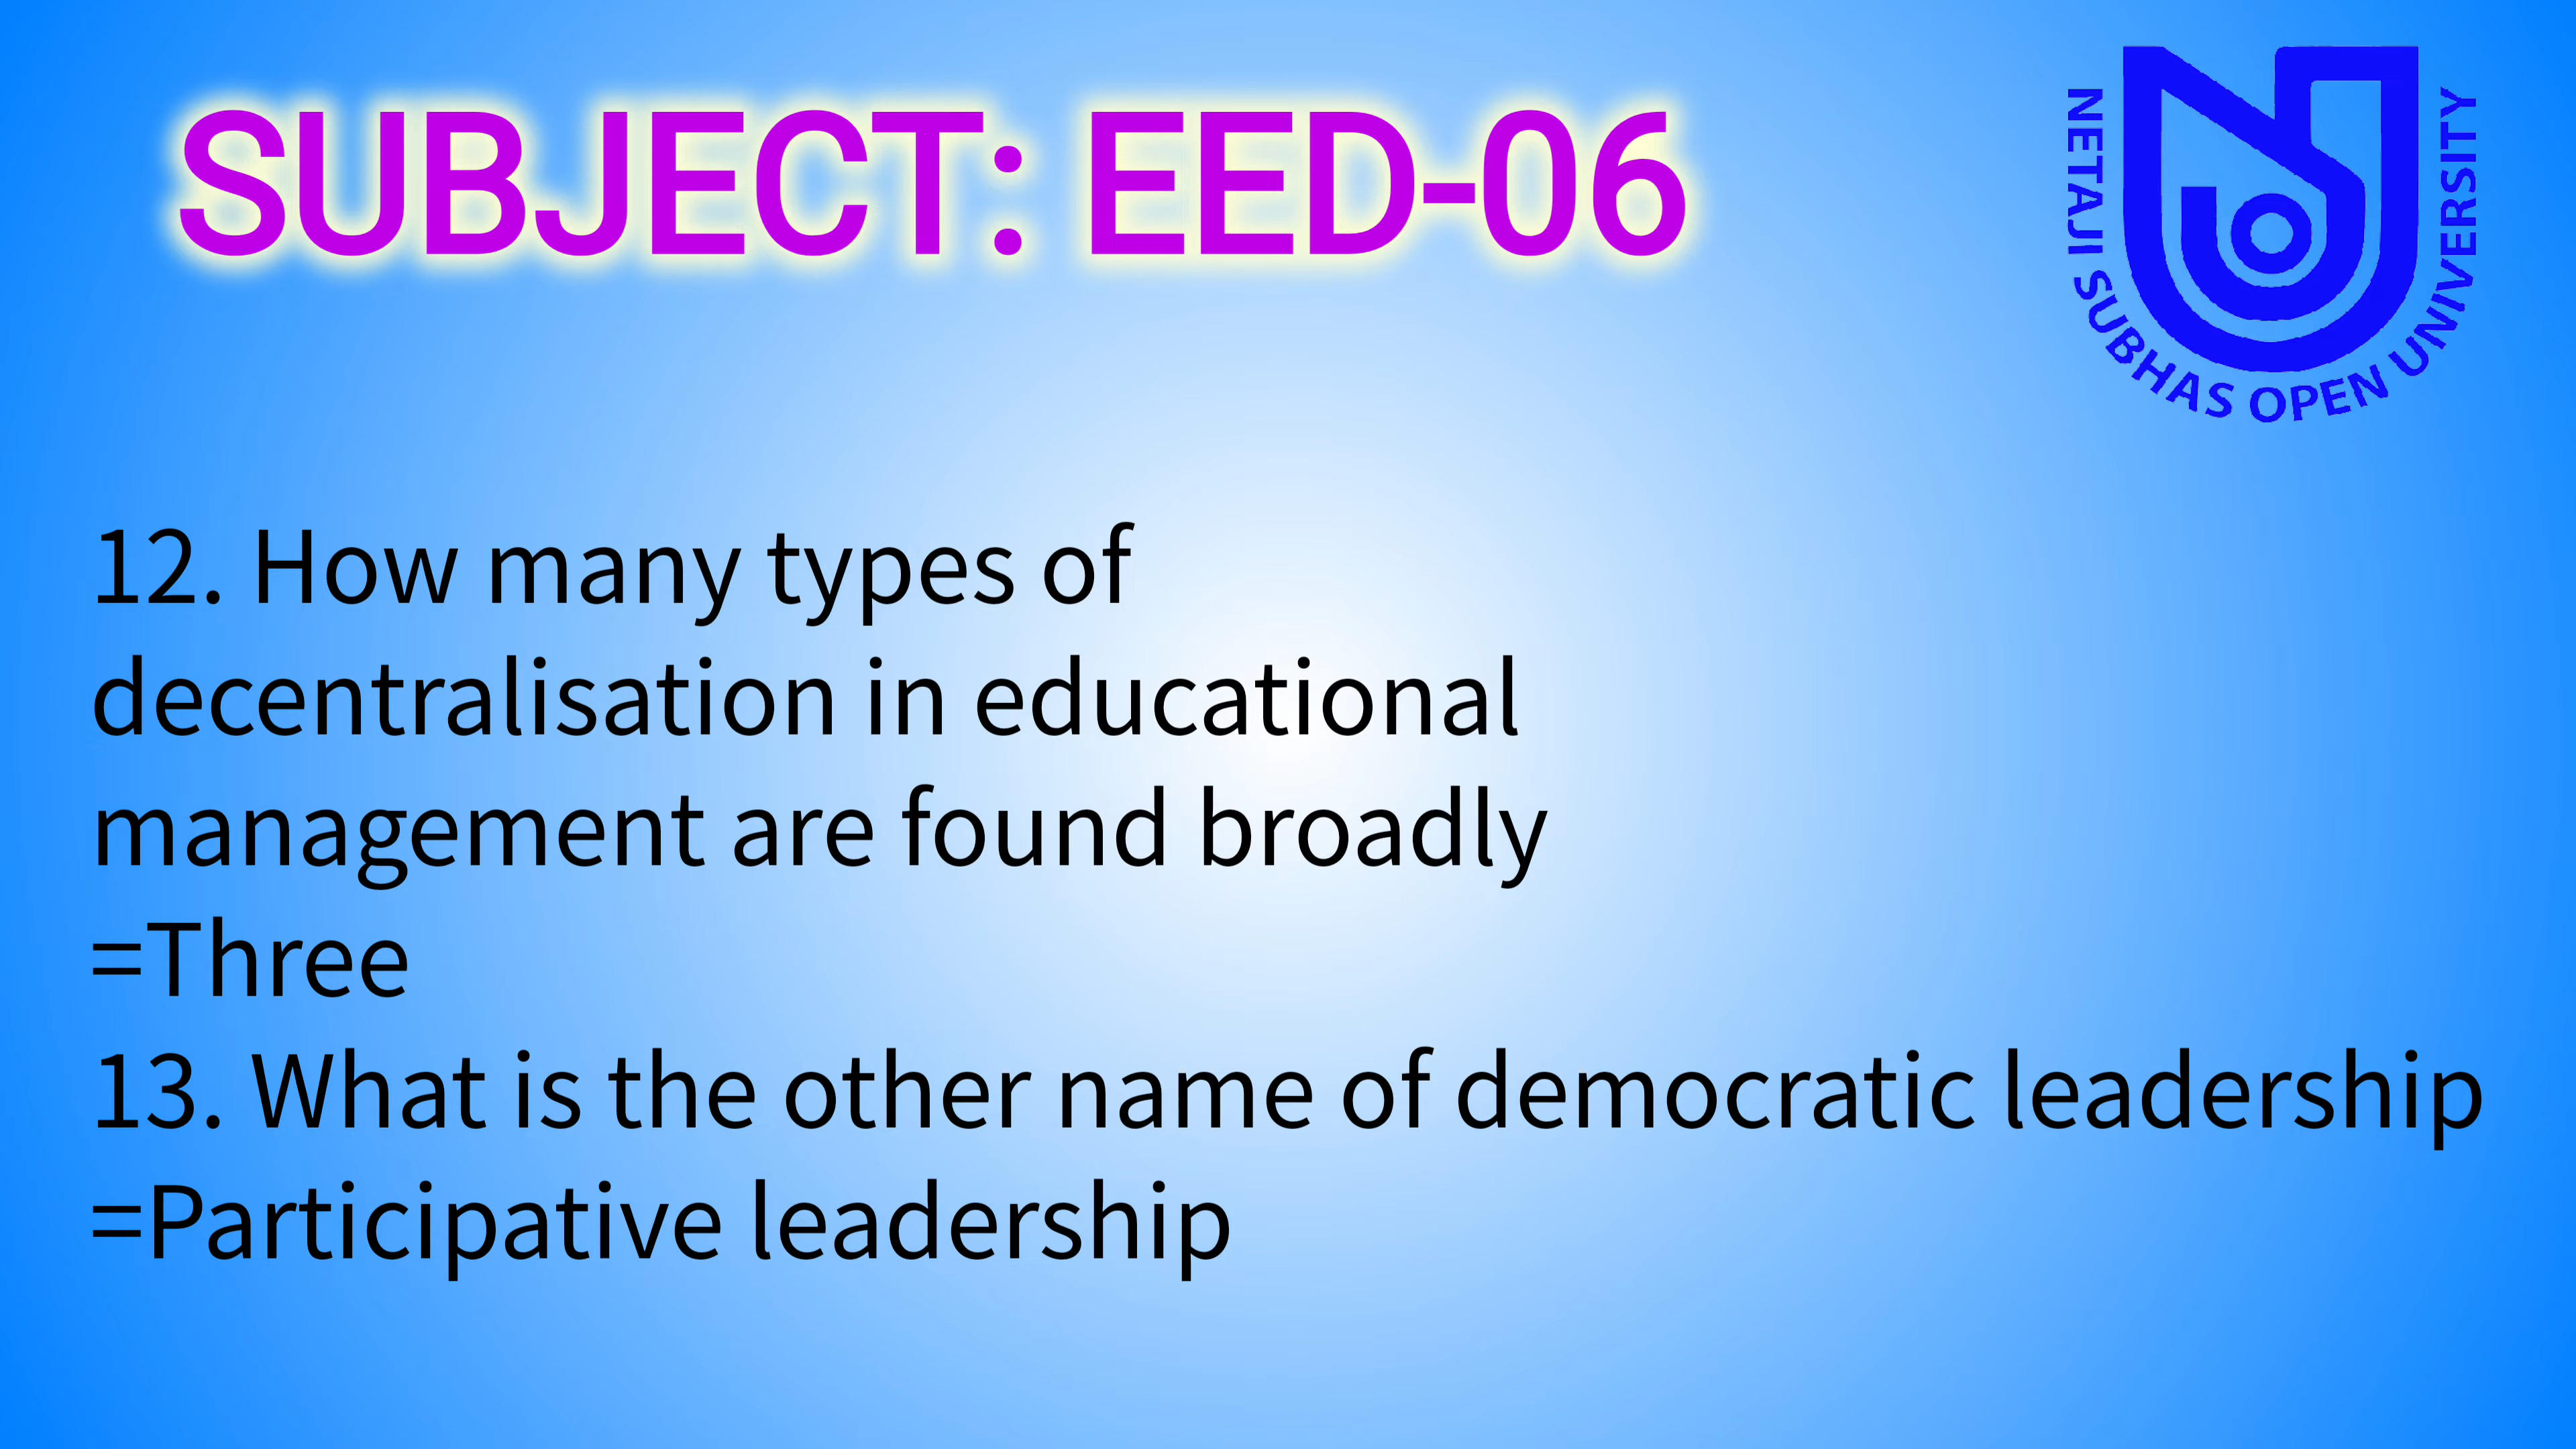 SUBJECT: EED-06
NETAJI SUBHAS OPEN UNIVERSITY
12. How many types of
decentralisation in educational
management are found broadly
=Three
13. What is the other name of democratic leadership
=Participative leadership